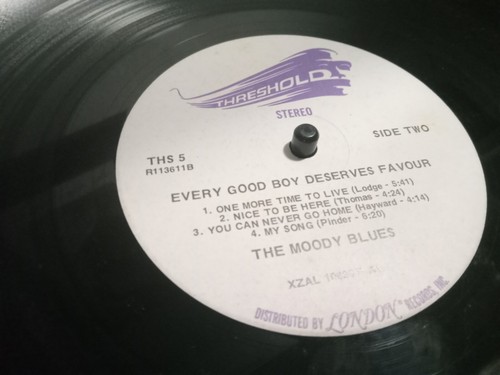 THRESHOLD
STEREO
THS 5
R113611B
SIDE TWO
EVERY GOOD BOY DESERVES FAVOUR
1. ONE MORE TIME TO LIVE (Lodge - 5:41)
2. NICE TO BE HERE (Thomas - 4:24)
3. YOU CAN NEVER GO HOME (Hayward - 4:14)
4. MY SONG (Pinder - 6:20)
THE MOODY BLUES
XZAL
DISTRIBUTED BY LONDON® RECORDS, INC.